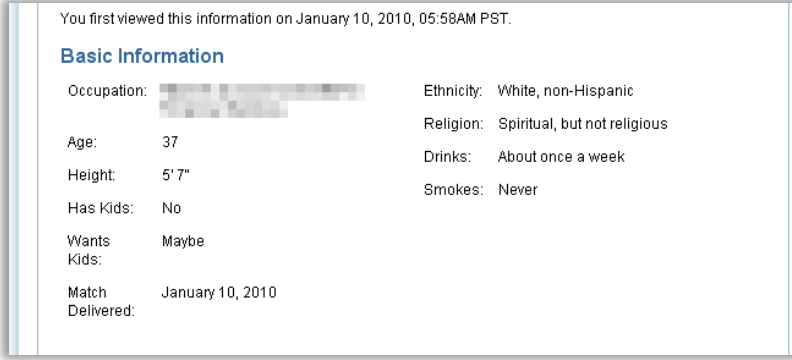 You first viewed this information on January 10, 2010, 05:58AM PST.
Basic Information
Occupation:
Age: 37
Height: 5' 7"
Has Kids: No
Wants Maybe
Kids:
Match January 10, 2010
Delivered:
Ethnicity: White, non-Hispanic
Religion: Spiritual, but not religious
Drinks: About once a week
Smokes: Never